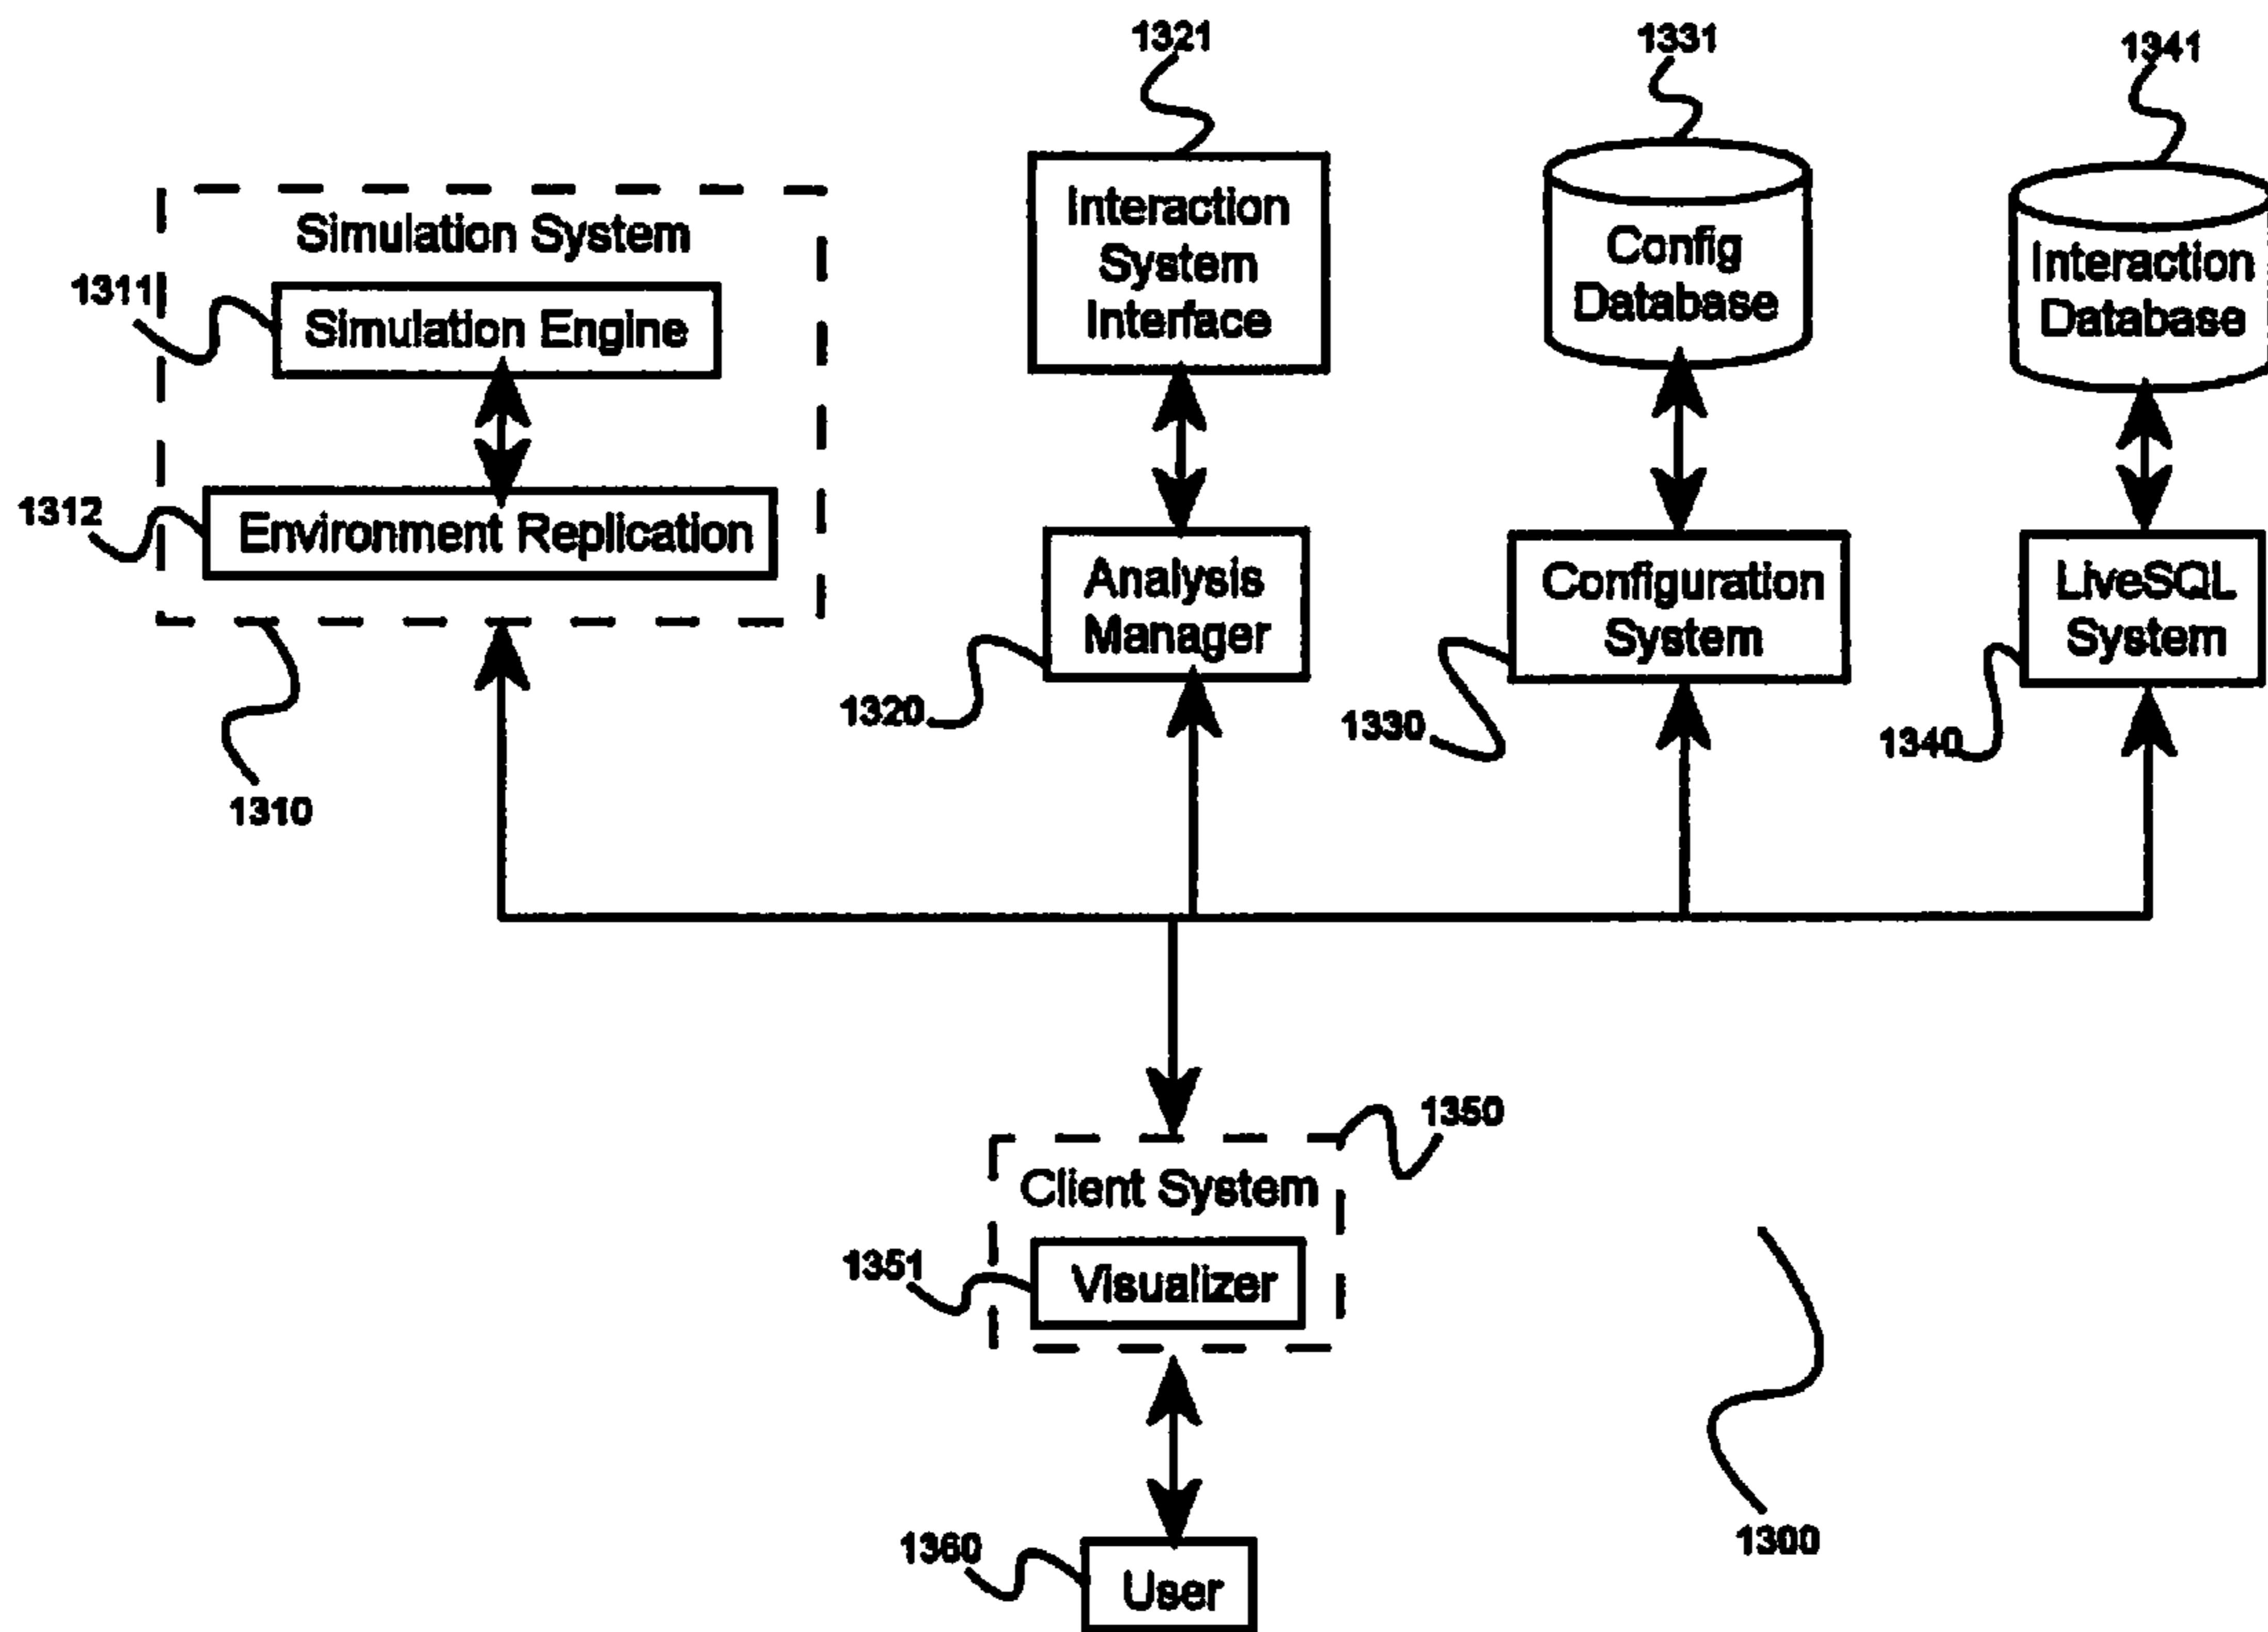 1321
1331
1341
Simulation System
1311
Simulation Engine
Interaction
System
Interface
Config
Database
Interaction
Database
1312
Environment Replication
Analysis
Manager
Configuration
System
LiveSQL
System
1320
1330
1340
1310
1350
Client System
1351
Visualizer
1360
User
1300